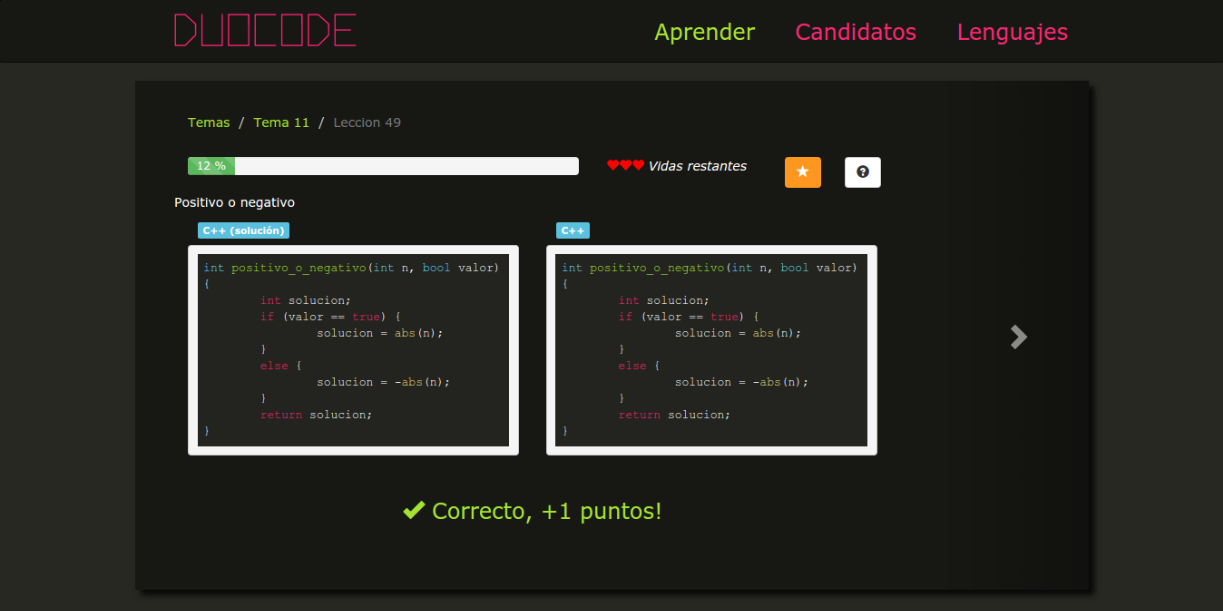 DUOCODE
Aprender Candidatos Lenguajes
Temas / Tema 11 / Leccion 49
12 % Vidas restantes
Positivo o negativo
C++ (solución)
int positivo_o_negativo(int n, bool valor)
{
int solucion;
if (valor == true) {
solucion = abs(n);
}
else {
solucion = -abs(n);
}
return solucion;
}
C++
int positivo_o_negativo(int n, bool valor)
{
int solucion;
if (valor == true) {
solucion = abs(n);
}
else {
solucion = -abs(n);
}
return solucion;
}
Correcto, +1 puntos!